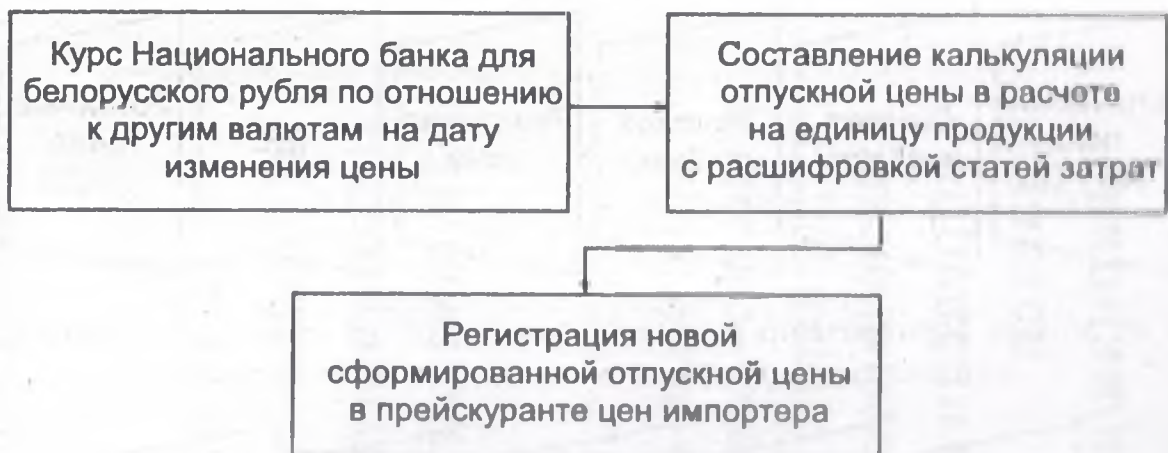 Курс Национального банка для
белорусского рубля по отношению
к другим валютам на дату
изменения цены
Составление калькуляции
отпускной цены в расчете
на единицу продукции
с расшифровкой статей затрат
Регистрация новой
сформированной отпускной цены
в прейскуранте цен импортера